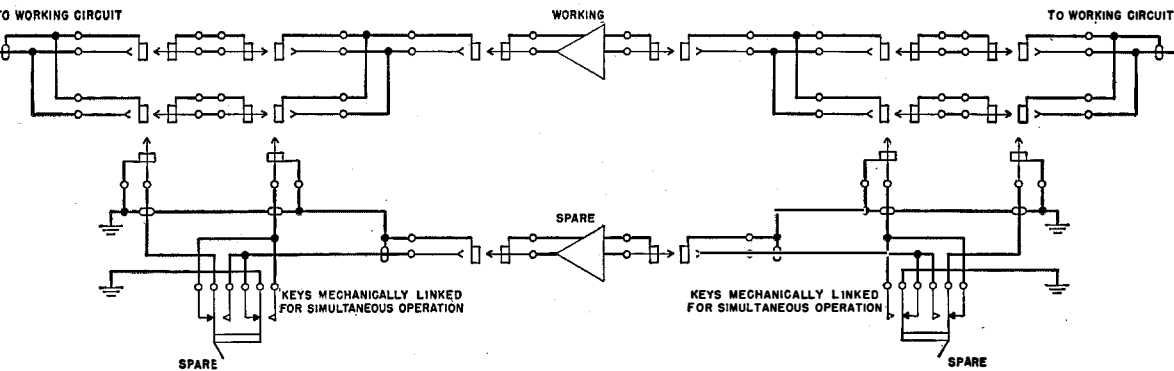 TO WORKING CIRCUIT
WORKING
TO WORKING CIRCUIT
SPARE
KEYS MECHANICALLY LINKED
FOR SIMULTANEOUS OPERATION
KEYS MECHANICALLY LINKED
FOR SIMULTANEOUS OPERATION
SPARE
SPARE